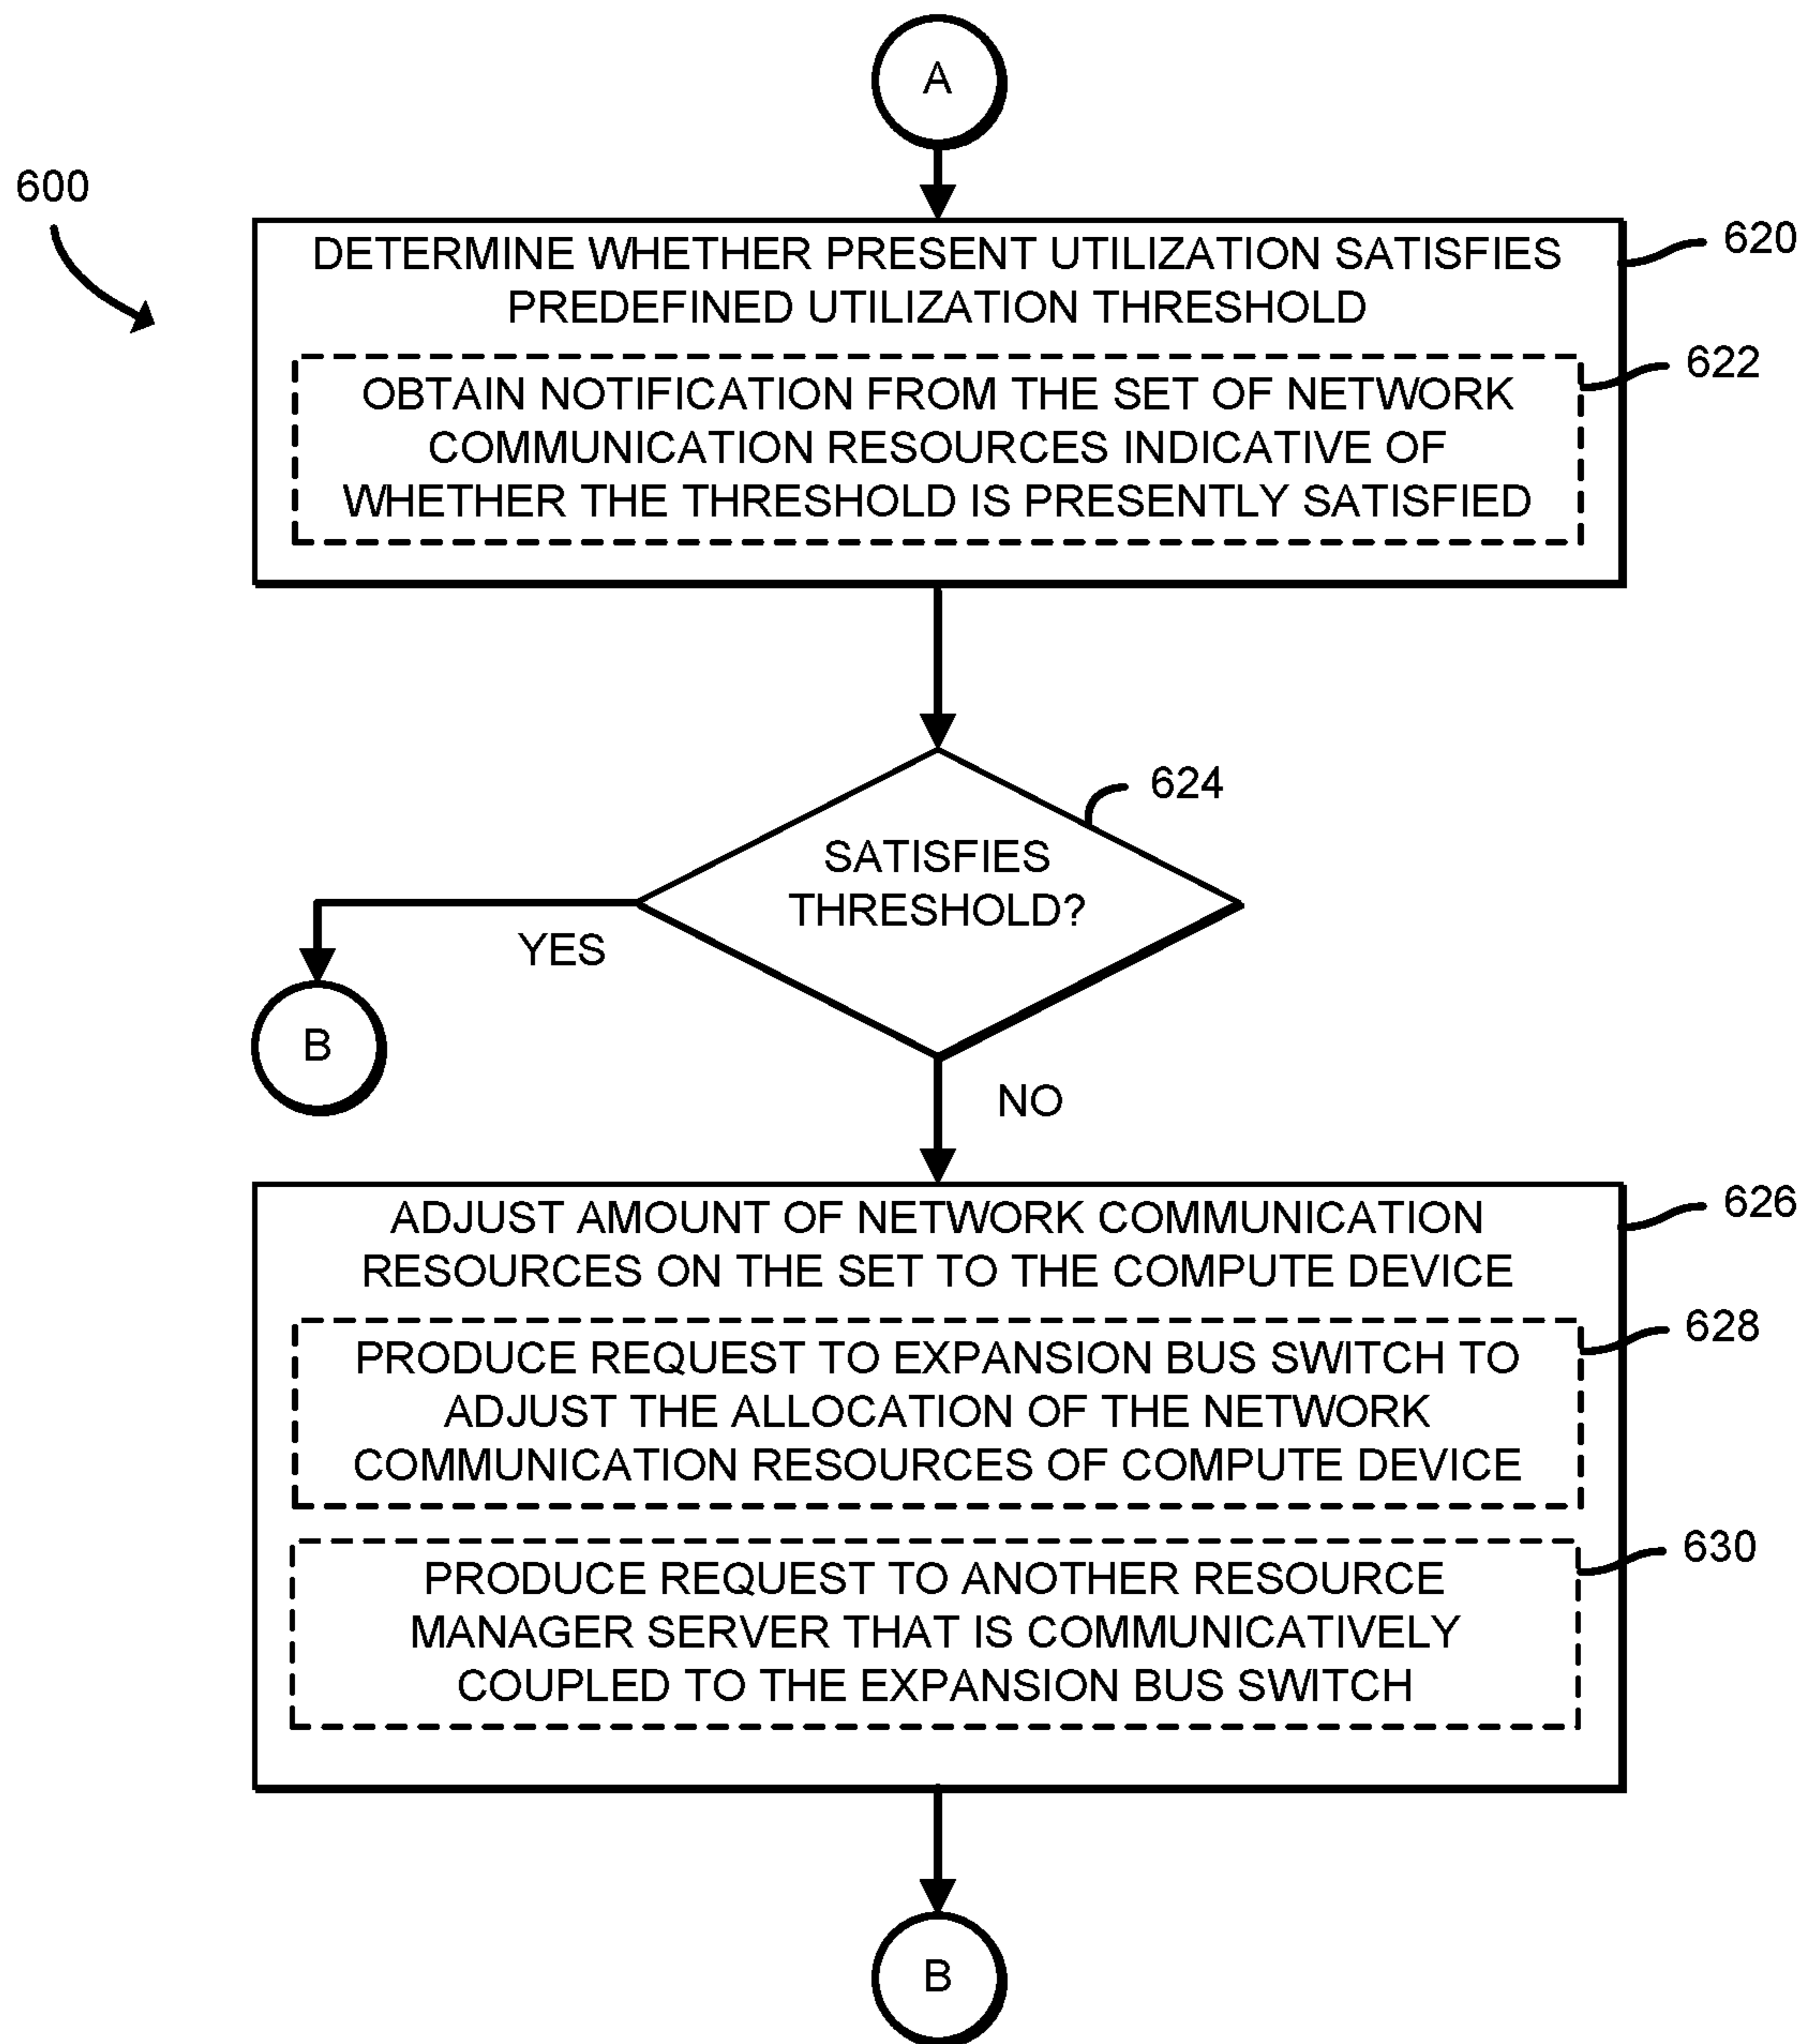 A
600
DETERMINE WHETHER PRESENT UTILIZATION SATISFIES
PREDEFINED UTILIZATION THRESHOLD
620
OBTAIN NOTIFICATION FROM THE SET OF NETWORK
COMMUNICATION RESOURCES INDICATIVE OF
WHETHER THE THRESHOLD IS PRESENTLY SATISFIED
622
624
SATISFIES
THRESHOLD?
YES
B
NO
ADJUST AMOUNT OF NETWORK COMMUNICATION
RESOURCES ON THE SET TO THE COMPUTE DEVICE
626
PRODUCE REQUEST TO EXPANSION BUS SWITCH TO
ADJUST THE ALLOCATION OF THE NETWORK
COMMUNICATION RESOURCES OF COMPUTE DEVICE
628
PRODUCE REQUEST TO ANOTHER RESOURCE
MANAGER SERVER THAT IS COMMUNICATIVELY
COUPLED TO THE EXPANSION BUS SWITCH
630
B